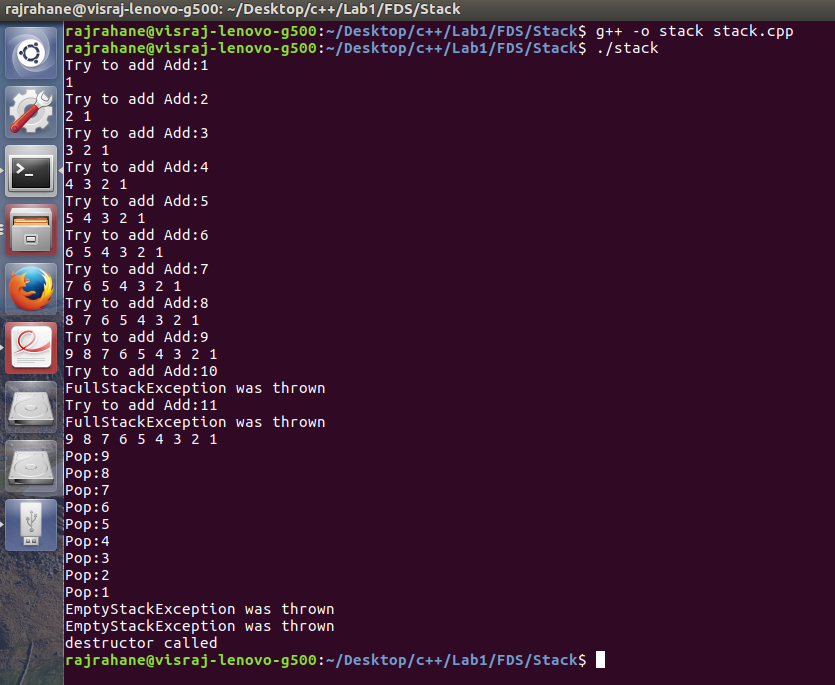 rajrahane@visraj-lenovo-g500: ~/Desktop/c++/Lab1/FDS/Stack
rajrahane@visraj-lenovo-g500:~/Desktop/c++/Lab1/FDS/Stack$ g++ -o stack stack.cpp
rajrahane@visraj-lenovo-g500:~/Desktop/c++/Lab1/FDS/Stack$ ./stack
Try to add Add:1
1
Try to add Add:2
2 1
Try to add Add:3
3 2 1
Try to add Add:4
4 3 2 1
Try to add Add:5
5 4 3 2 1
Try to add Add:6
6 5 4 3 2 1
Try to add Add:7
7 6 5 4 3 2 1
Try to add Add:8
8 7 6 5 4 3 2 1
Try to add Add:9
9 8 7 6 5 4 3 2 1
Try to add Add:10
FullStackException was thrown
Try to add Add:11
FullStackException was thrown
9 8 7 6 5 4 3 2 1
Pop:9
Pop:8
Pop:7
Pop:6
Pop:5
Pop:4
Pop:3
Pop:2
Pop:1
EmptyStackException was thrown
EmptyStackException was thrown
destructor called
rajrahane@visraj-lenovo-g500:~/Desktop/c++/Lab1/FDS/Stack$